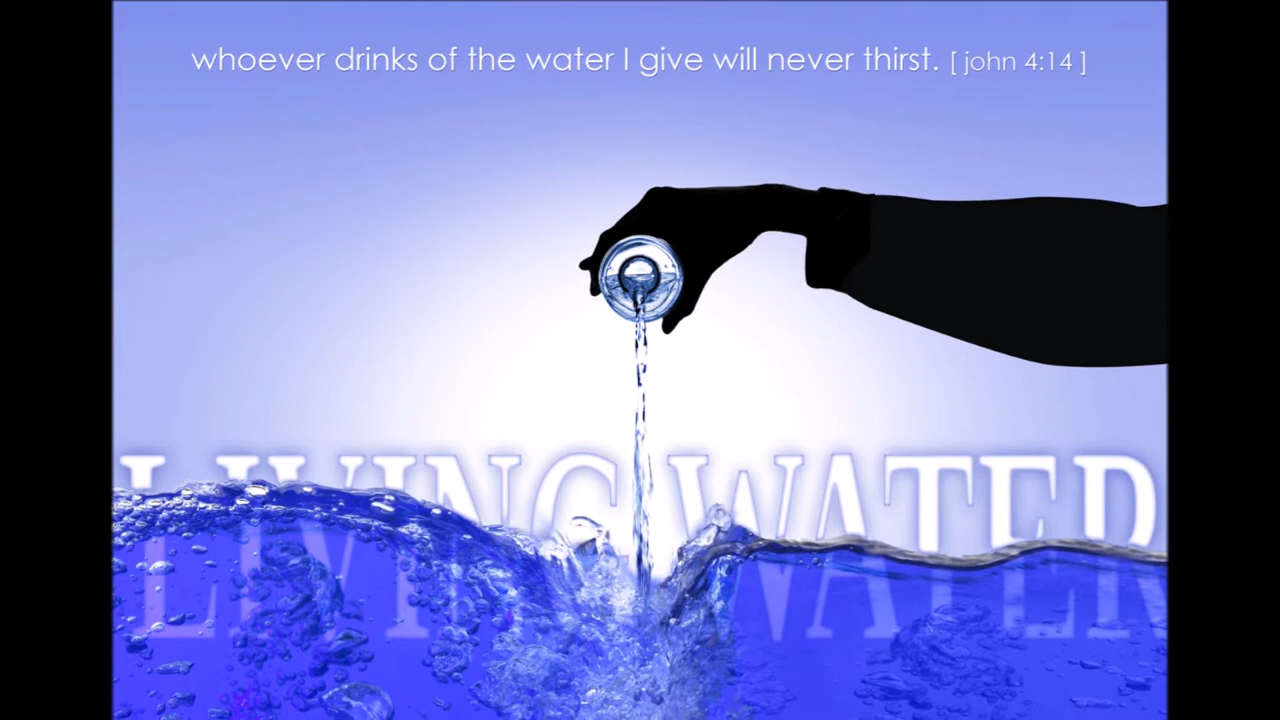 whoever drinks of the water I give will never thirst. [ john 4:14 ]
LIVING WATER